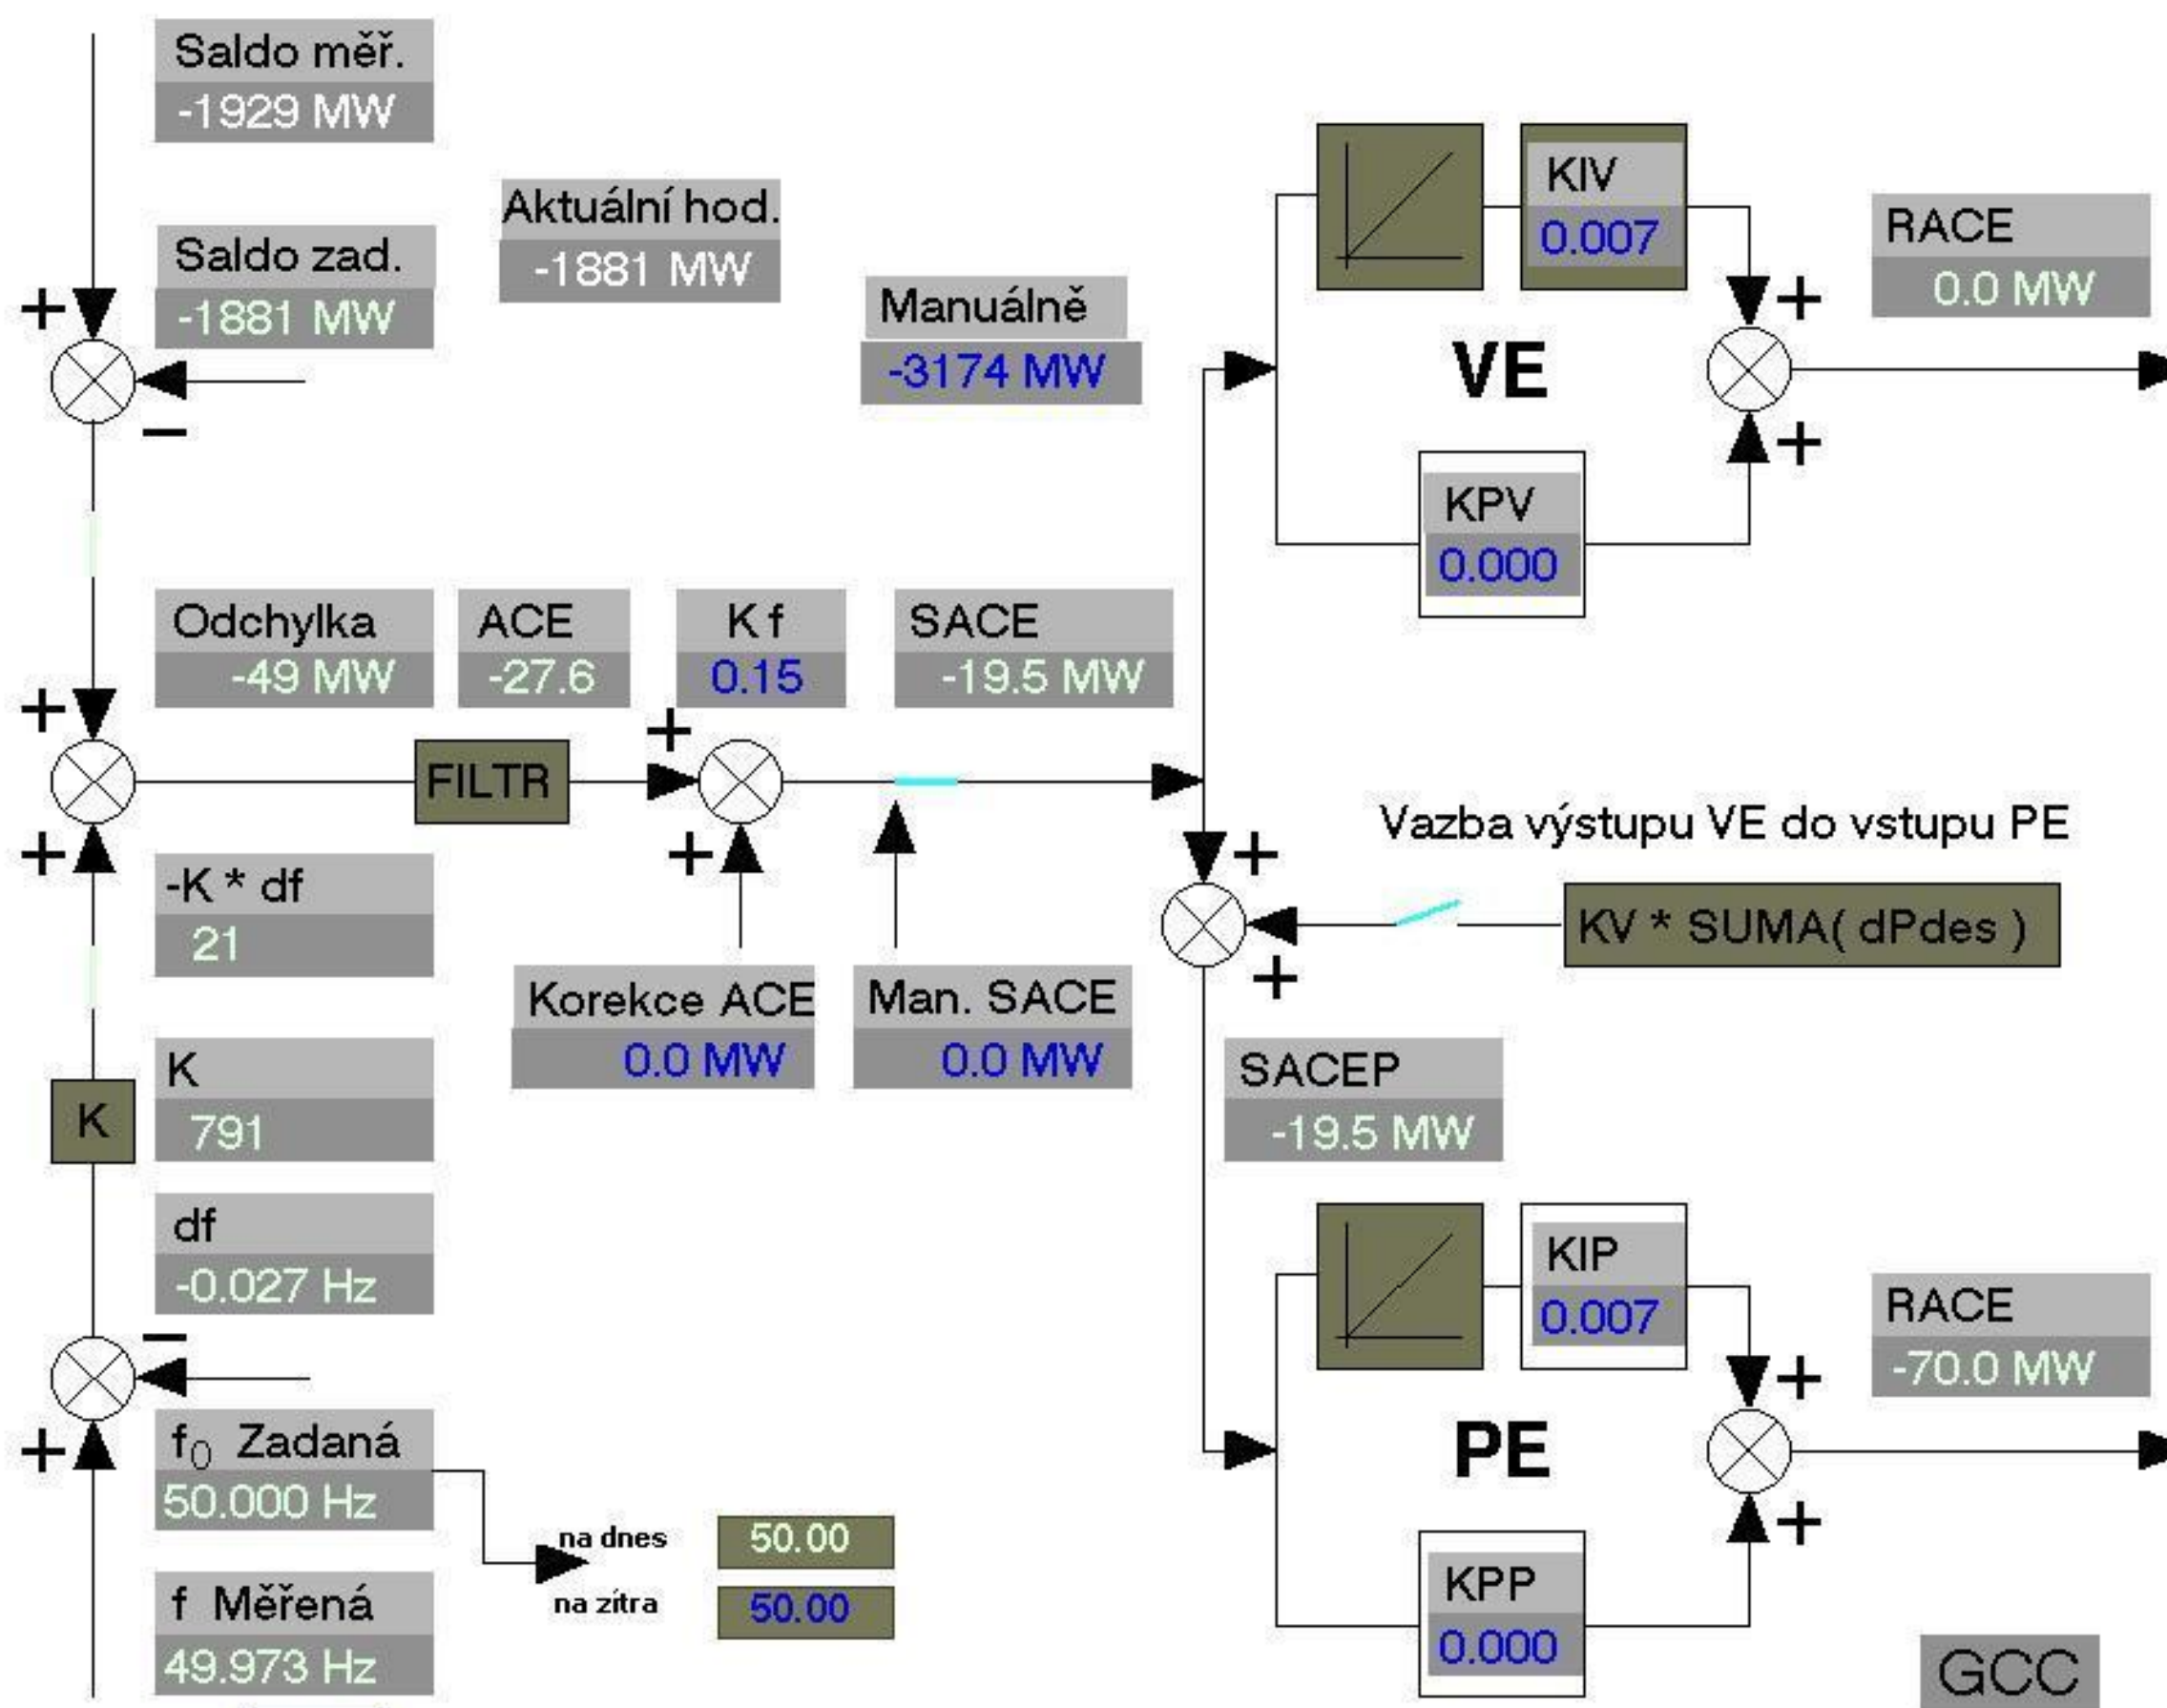 Saldo měř.
-1929 MW
Saldo zad.
-1881 MW
Aktuální hod.
-1881 MW
Manuálně
-3174 MW
+
−
KIV
0.007
VE
KPV
0.000
+
+
RACE
0.0 MW
Odchylka
-49 MW
ACE
-27.6
K f
0.15
SACE
-19.5 MW
+
+
FILTR
+
+
-K * df
21
Korekce ACE
0.0 MW
Man. SACE
0.0 MW
Vazba výstupu VE do vstupu PE
KV * SUMA( dPdes )
+
+
SACEP
-19.5 MW
K
K
791
df
-0.027 Hz
−
+
f₀ Zadaná
50.000 Hz
na dnes
50.00
na zítra
50.00
f Měřená
49.973 Hz
KIP
0.007
PE
KPP
0.000
+
+
RACE
-70.0 MW
GCC